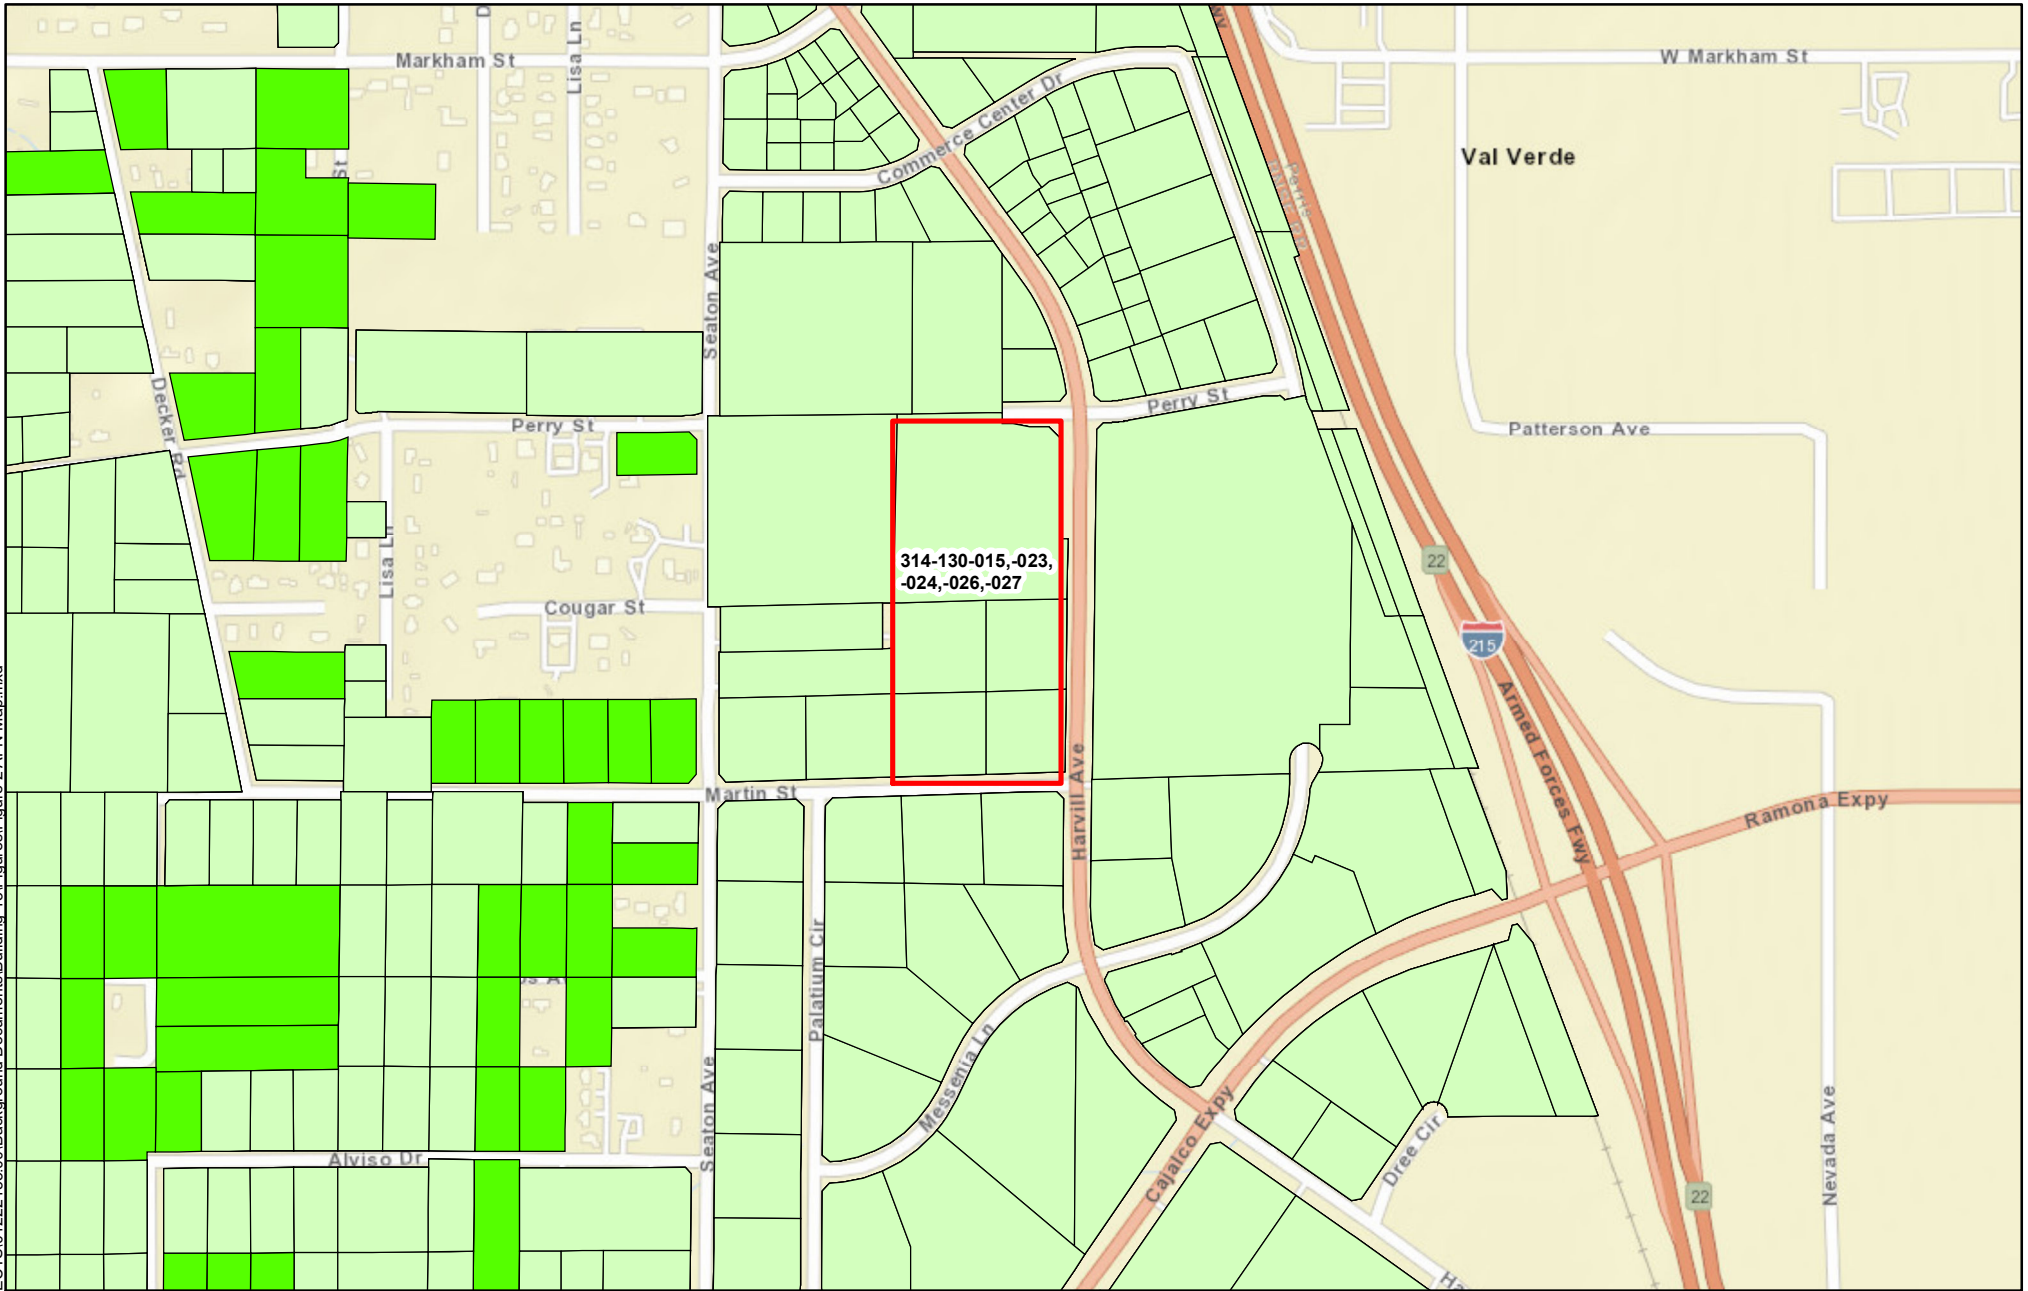 Markham St
Lisa Ln
W Markham St
Commerce Center Dr
Val Verde
Perris
Seaton Ave
Decker Rd
Perry St
Perry St
Patterson Ave
314-130-015,-023,
-024,-026,-027
22
Lisa Ln
Cougar St
215
Armed Forces Fwy
Martin St
Harvill Ave
Ramona Expy
Palatium Cir
Messenia Ln
Seaton Ave
Cajalco Expy
Dree Cir
Nevada Ave
Alviso Dr
22